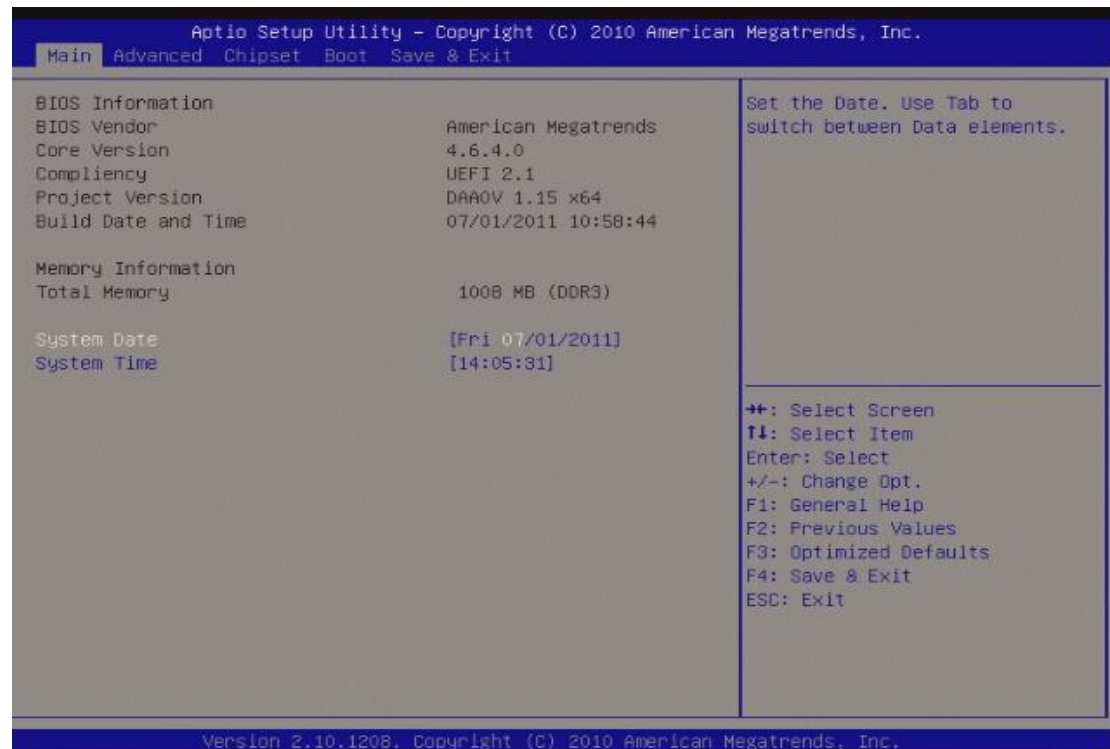 Aptio Setup Utility – Copyright (C) 2010 American Megatrends, Inc.
Main Advanced Chipset Boot Save & Exit
BIOS Information
BIOS Vendor American Megatrends
Core Version 4.6.4.0
Compliency UEFI 2.1
Project Version DAA0V 1.15 x64
Build Date and Time 07/01/2011 10:58:44
Memory Information
Total Memory 1008 MB (DDR3)
System Date [Fri 07/01/2011]
System Time [14:05:31]
Set the Date. Use Tab to
switch between Data elements.
→←: Select Screen
↑↓: Select Item
Enter: Select
+/-: Change Opt.
F1: General Help
F2: Previous Values
F3: Optimized Defaults
F4: Save & Exit
ESC: Exit
Version 2.10.1208. Copyright (C) 2010 American Megatrends, Inc.